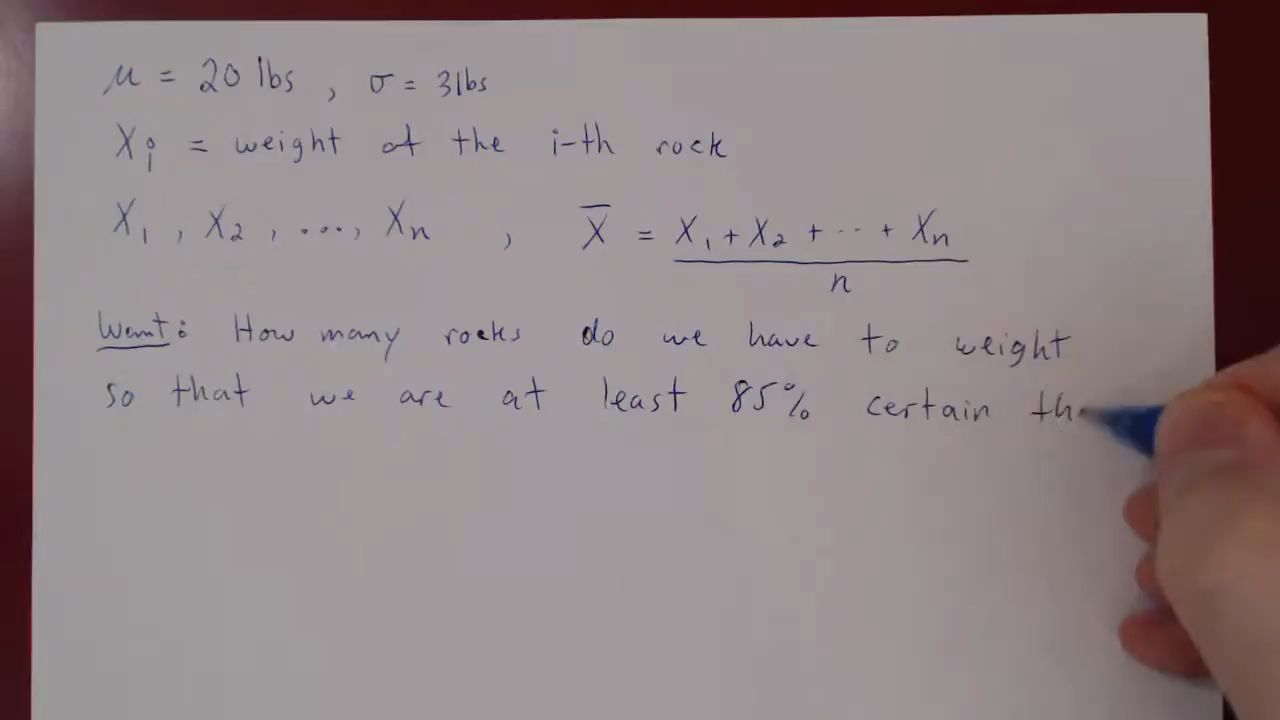 μ = 20 lbs , σ = 3lbs
Xi = weight of the i-th rock
X1 , X2 , ..., Xn , X̅ = X1 + X2 + ... + Xn
n
Want: How many rocks do we have to weight
so that we are at least 85% certain tha